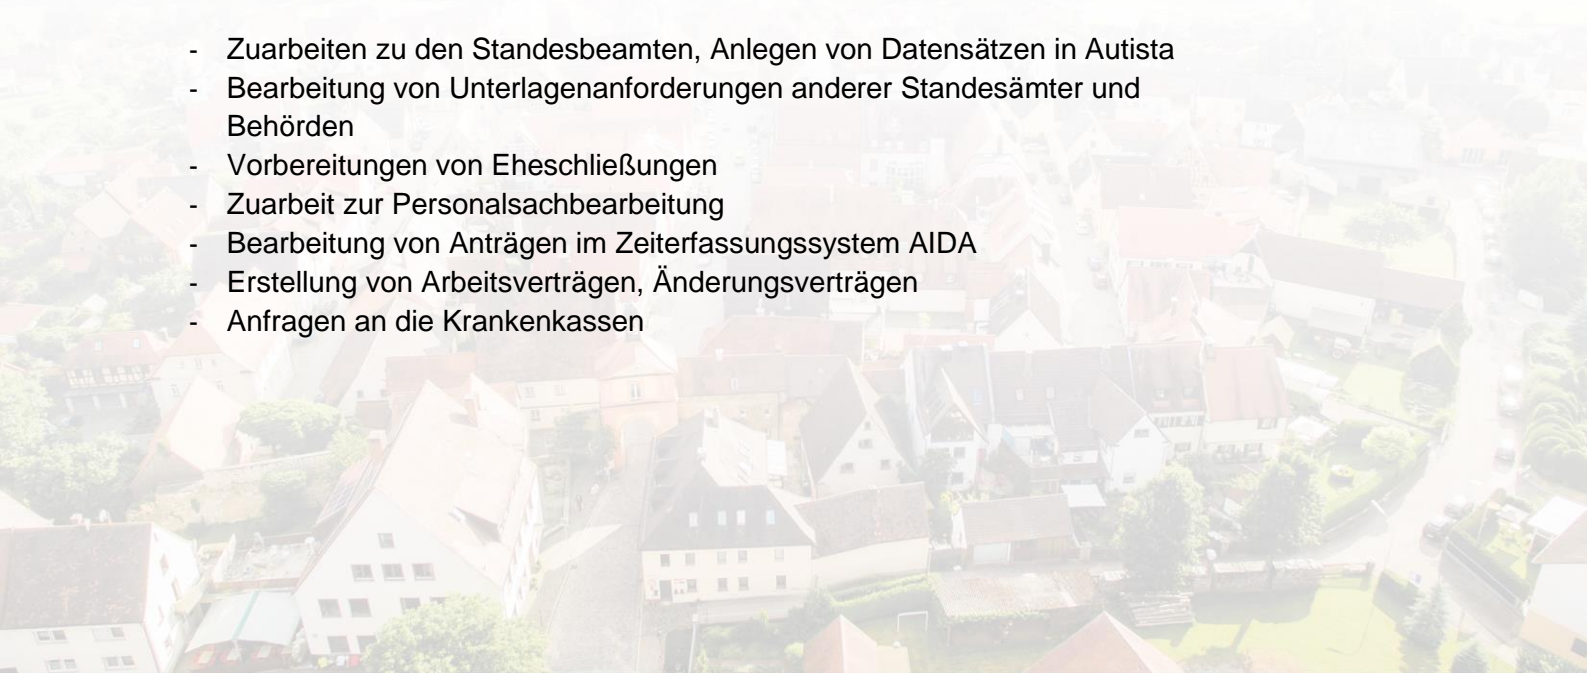 - Zuarbeiten zu den Standesbeamten, Anlegen von Datensätzen in Autista
- Bearbeitung von Unterlagenanforderungen anderer Standesämter und
Behörden
- Vorbereitungen von Eheschließungen
- Zuarbeit zur Personalsachbearbeitung
- Bearbeitung von Anträgen im Zeiterfassungssystem AIDA
- Erstellung von Arbeitsverträgen, Änderungsverträgen
- Anfragen an die Krankenkassen